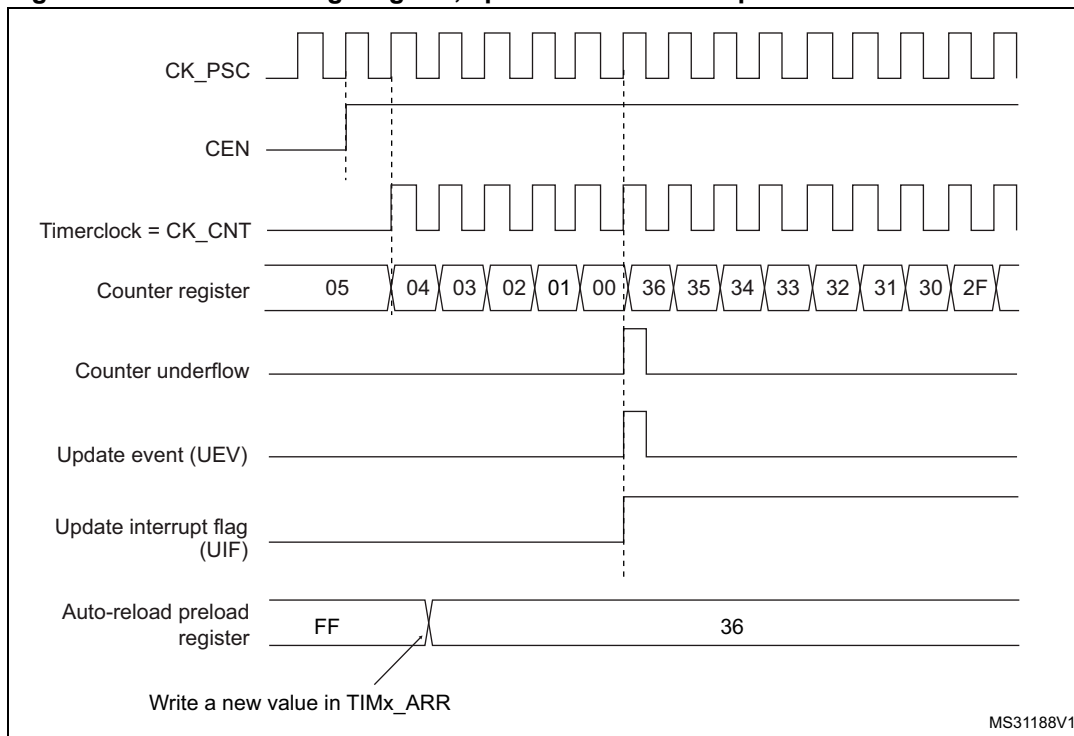 CK_PSC
CEN
Timerclock = CK_CNT
Counter register 05 04 03 02 01 00 36 35 34 33 32 31 30 2F
Counter underflow
Update event (UEV)
Update interrupt flag
(UIF)
Auto-reload preload
register
FF 36
Write a new value in TIMx_ARR
MS31188V1